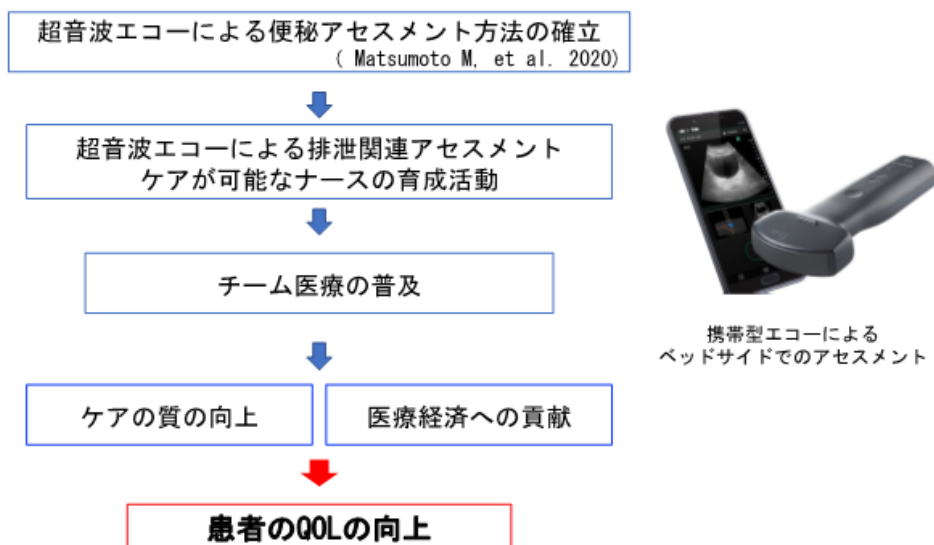 超音波エコーによる便秘アセスメント方法の確立
( Matsumoto M, et al. 2020)
超音波エコーによる排泄関連アセスメント
ケアが可能なナースの育成活動
チーム医療の普及
ケアの質の向上
医療経済への貢献
患者のQOLの向上
携帯型エコーによる
ベッドサイドでのアセスメント